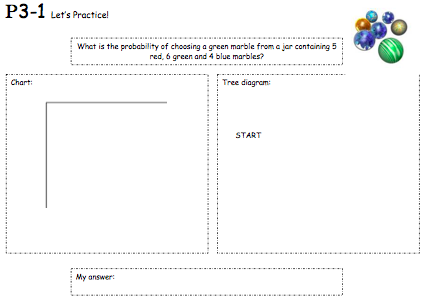 P3-1 Let's Practice!
What is the probability of choosing a green marble from a jar containing 5
red, 6 green and 4 blue marbles?
Chart:
Tree diagram:
START
My answer: